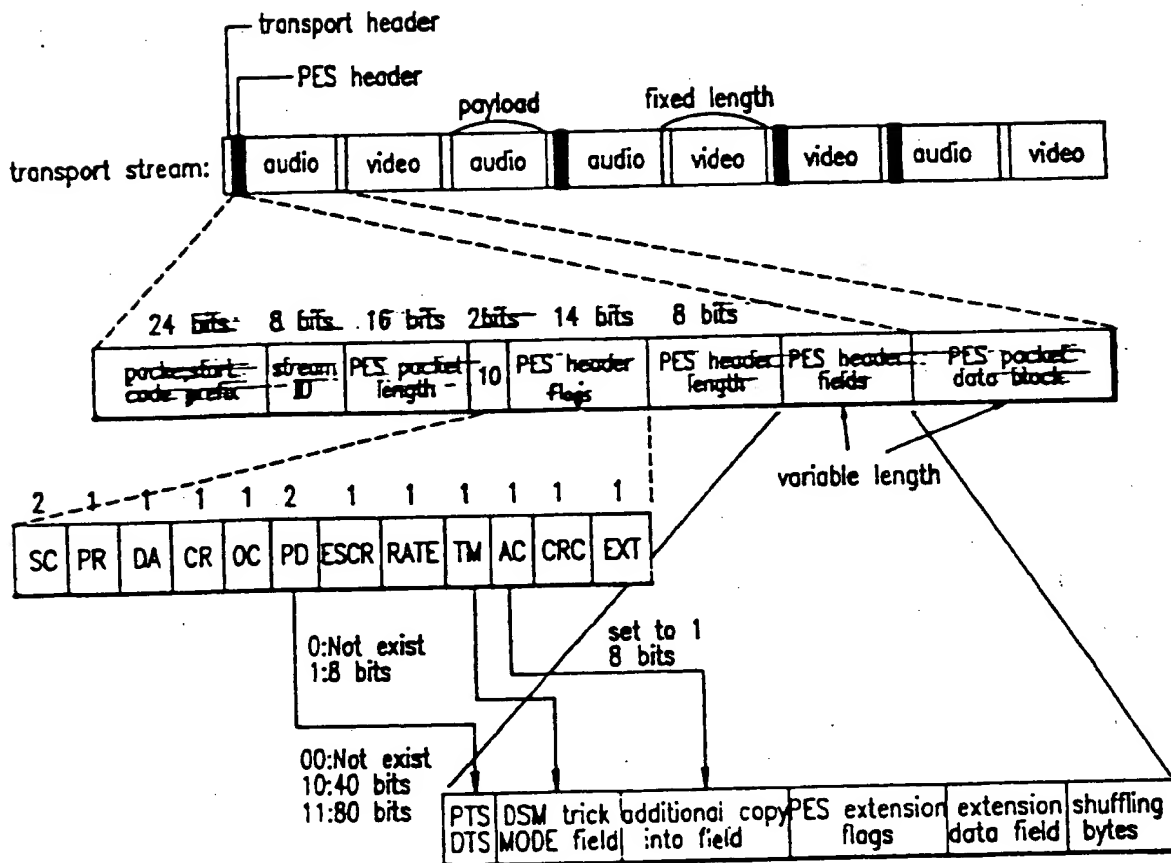 transport header
PES header
payload
fixed length
transport stream:
audio
video
audio
audio
video
video
audio
video
24 bits
8 bits
16 bits
2bits
14 bits
8 bits
packet start
code prefix
stream
ID
PES packet
length
10
PES header
flags
PES header
length
PES header
fields
PES packet
data block
variable length
2 1 1 1 1 2 1 1 1 1 1 1
SC PR DA CR OC PD ESCR RATE TM AC CRC EXT
0:Not exist
1:8 bits
set to 1
8 bits
00:Not exist
10:40 bits
11:80 bits
PTS
DTS
DSM trick
MODE field
additional copy
into field
PES extension
flags
extension
data field
shuffling
bytes